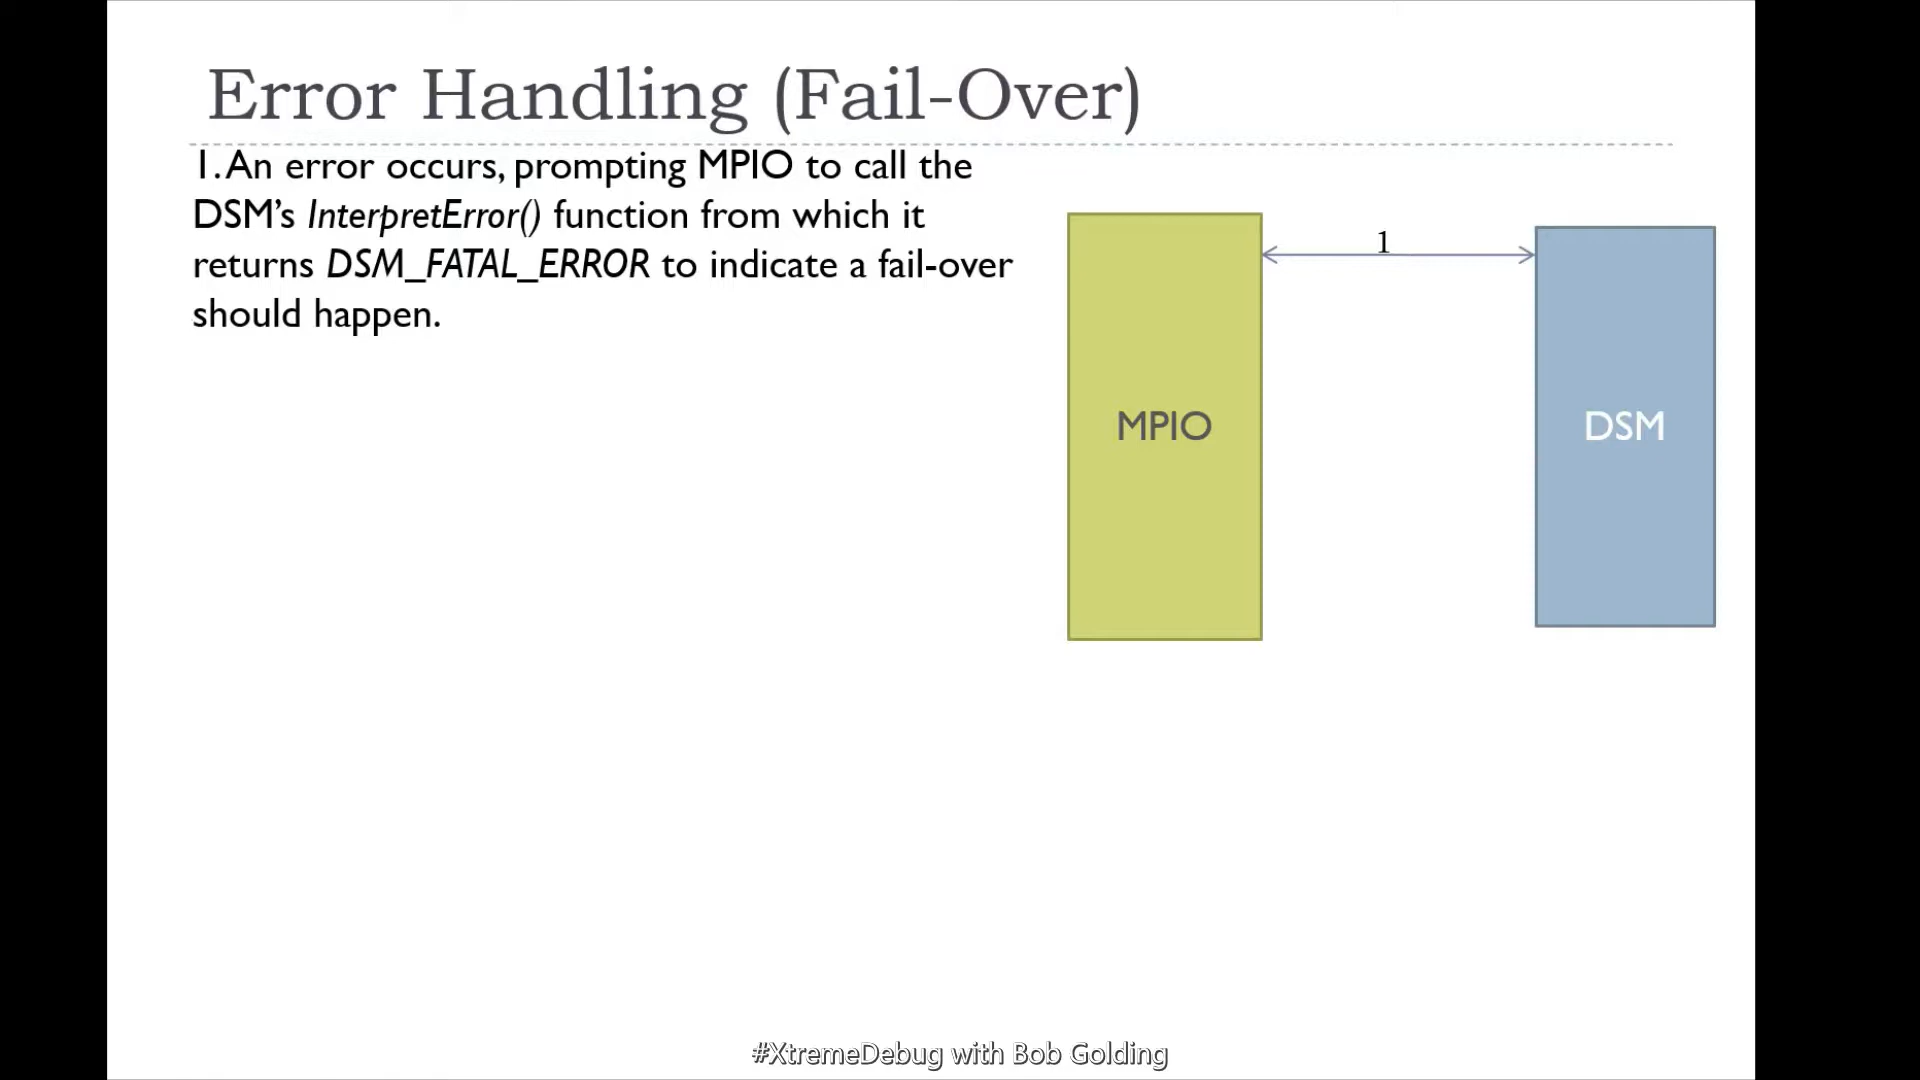 Error Handling (Fail-Over)
1. An error occurs, prompting MPIO to call the
DSM’s InterpretError() function from which it
returns DSM_FATAL_ERROR to indicate a fail-over
should happen.
1
MPIO
DSM
#XtremeDebug with Bob Golding